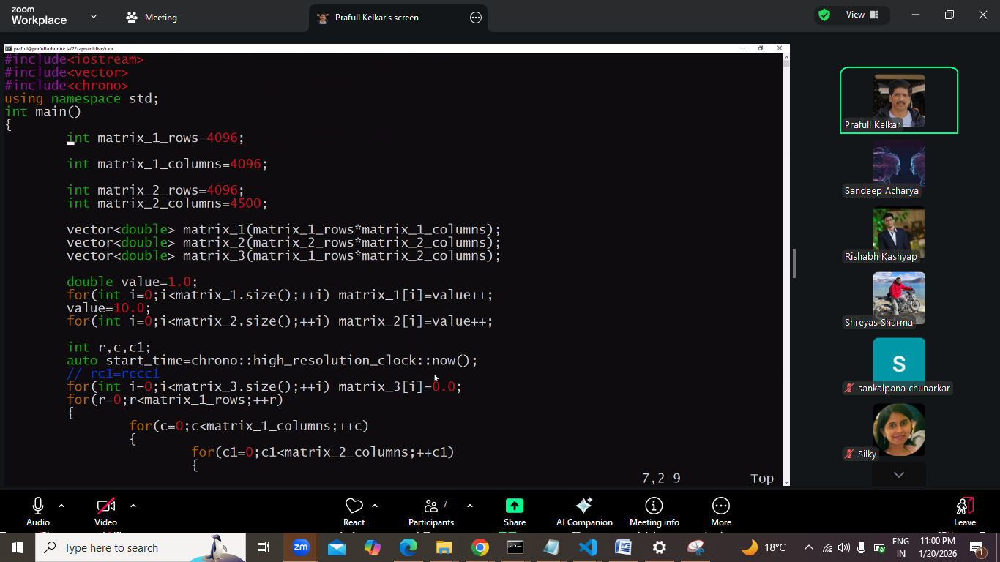 zoom
Workplace
Meeting
Prafull Kelkar's screen
View
prafull@prafull-ubuntu: ~/22-apr-ml-live/c++
#include<iostream>
#include<vector>
#include<chrono>
using namespace std;
int main()
{
int matrix_1_rows=4096;
int matrix_1_columns=4096;
int matrix_2_rows=4096;
int matrix_2_columns=4500;
vector<double> matrix_1(matrix_1_rows*matrix_1_columns);
vector<double> matrix_2(matrix_2_rows*matrix_2_columns);
vector<double> matrix_3(matrix_1_rows*matrix_2_columns);
double value=1.0;
for(int i=0;i<matrix_1.size();++i) matrix_1[i]=value++;
value=10.0;
for(int i=0;i<matrix_2.size();++i) matrix_2[i]=value++;
int r,c,c1;
auto start_time=chrono::high_resolution_clock::now();
// rc1=rccc1
for(int i=0;i<matrix_3.size();++i) matrix_3[i]=0.0;
for(r=0;r<matrix_1_rows;++r)
{
for(c=0;c<matrix_1_columns;++c)
{
for(c1=0;c1<matrix_2_columns;++c1)
{
7,2-9 Top
Prafull Kelkar
Sandeep Acharya
Rishabh Kashyap
Shreyas Sharma
S
sankalpana chunarkar
Silky
Audio
Video
React
7
Participants
Share
AI Companion
Meeting info
More
Leave
Type here to search
zm
18°C
ENG
IN
11:00 PM
1/20/2026
1